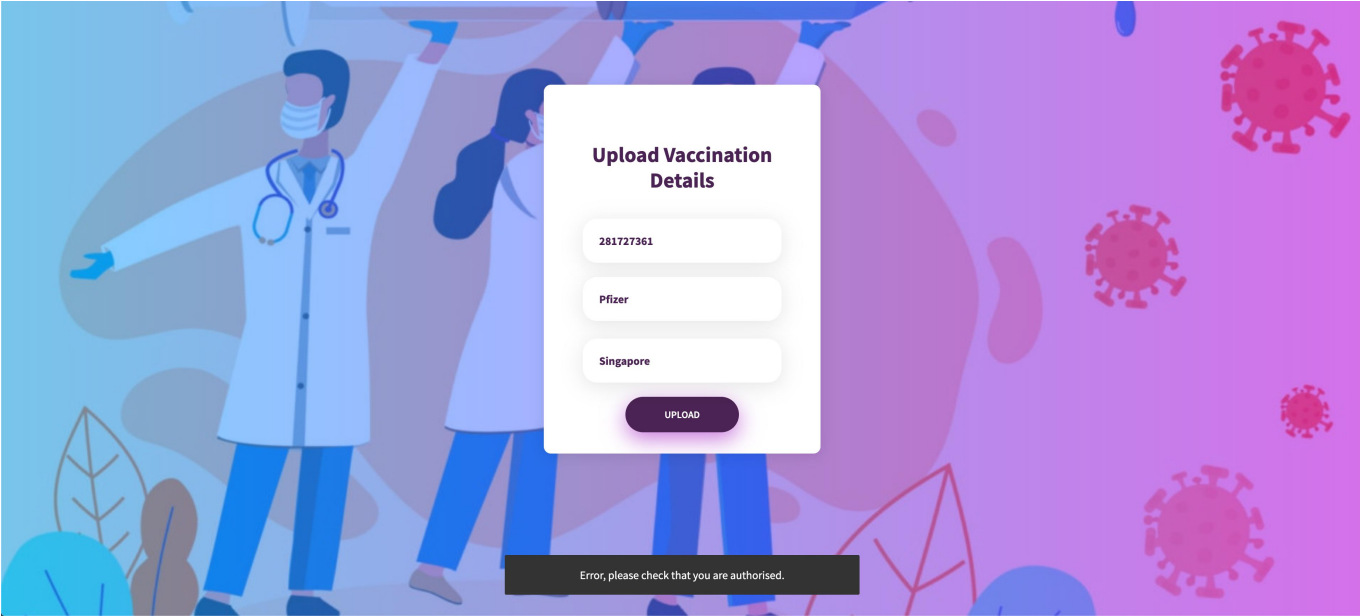 Upload Vaccination
Details
281727361
Pfizer
Singapore
UPLOAD
Error, please check that you are authorised.